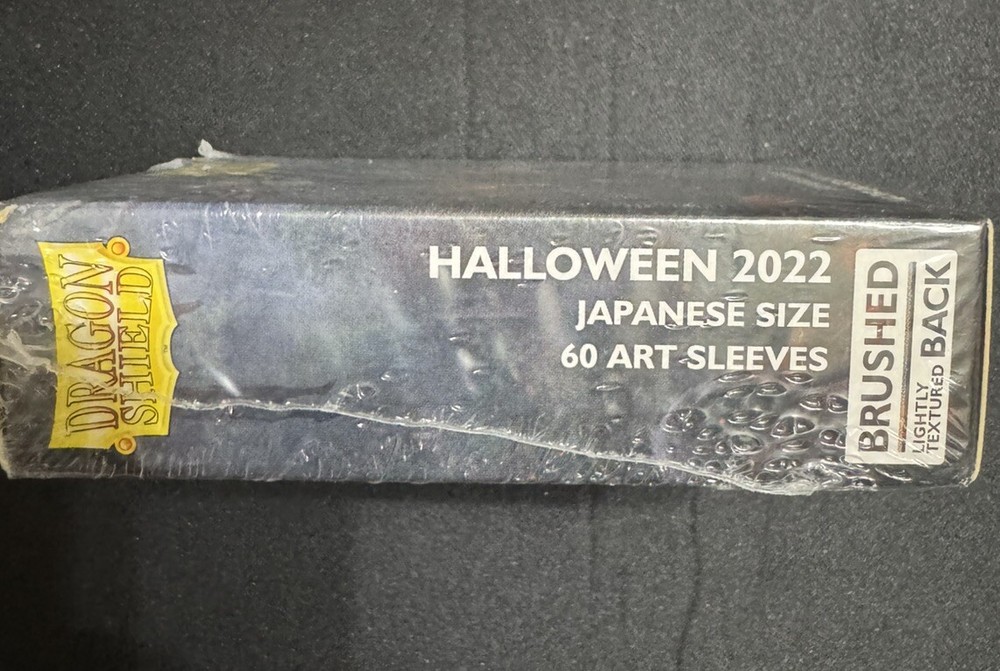 DRAGON
SHIELD
HALLOWEEN 2022
JAPANESE SIZE
60 ART SLEEVES
BRUSHED
LIGHTLY
TEXTURED BACK